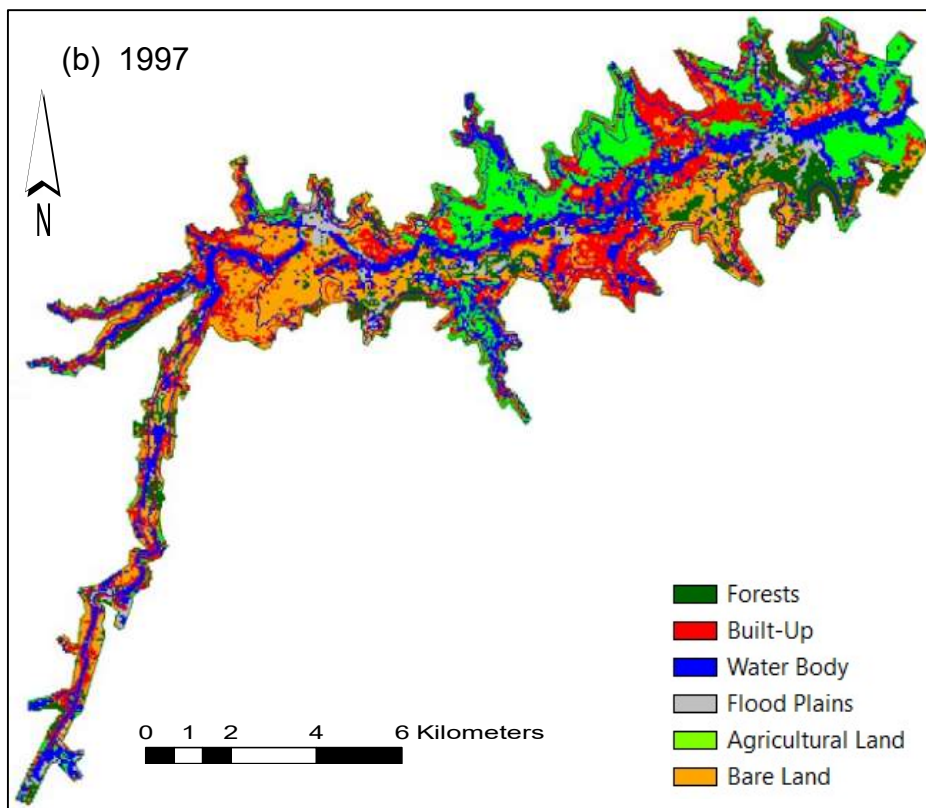 (b) 1997
N
Forests
Built-Up
Water Body
Flood Plains
Agricultural Land
Bare Land
0 1 2 4 6 Kilometers